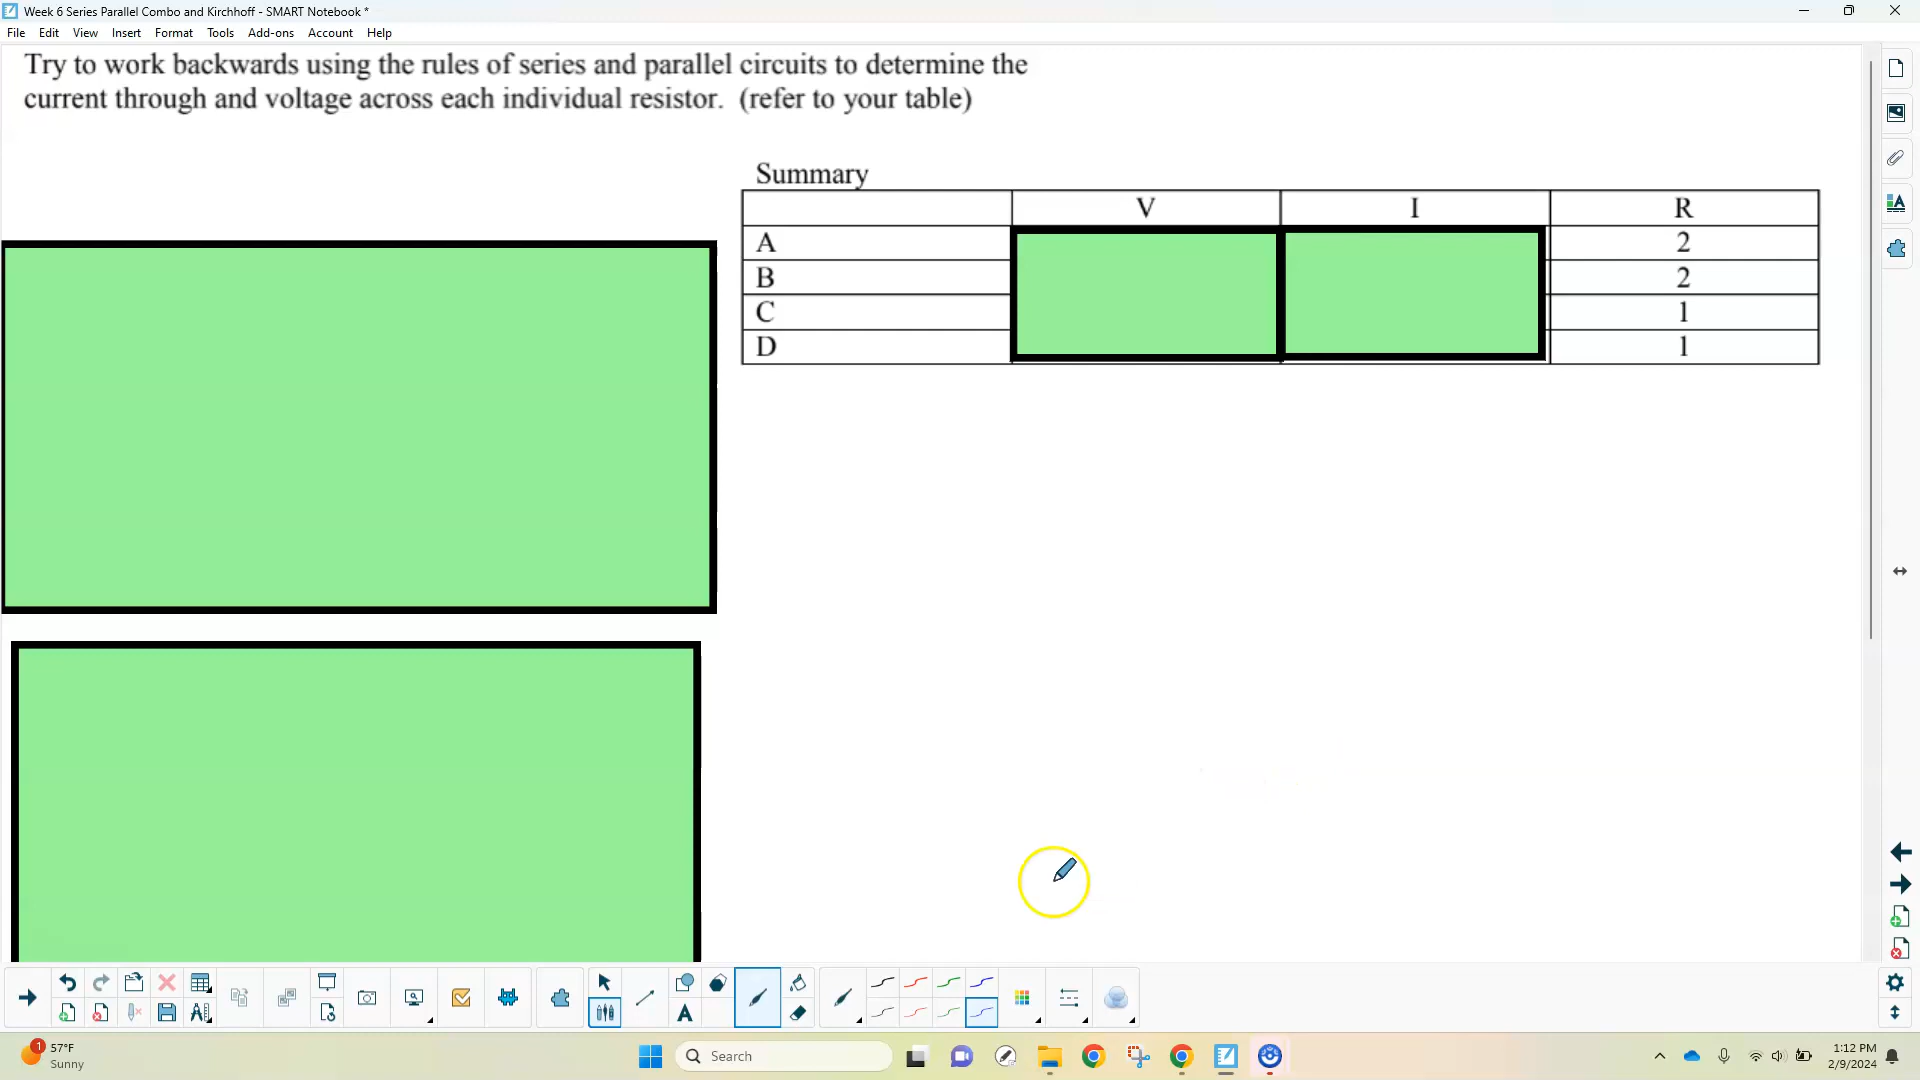 Week 6 Series Parallel Combo and Kirchhoff - SMART Notebook *
File Edit View Insert Format Tools Add-ons Account Help
Try to work backwards using the rules of series and parallel circuits to determine the
current through and voltage across each individual resistor. (refer to your table)
Summary
V I R
A 2
B 2
C 1
D 1
1
57°F
Sunny
Search
1:12 PM
2/9/2024